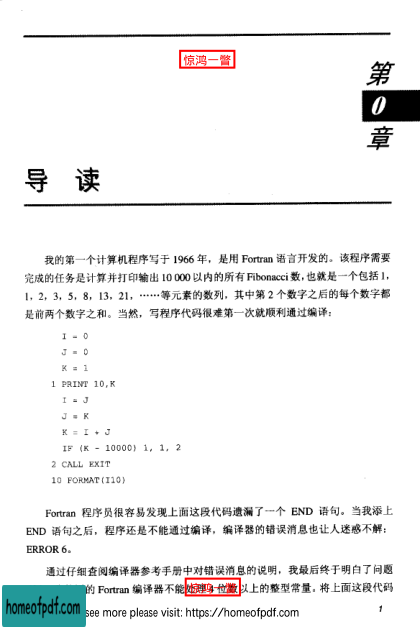 惊鸿一瞥
第
0
章
导 读
我的第一个计算机程序写于 1966 年，是用 Fortran 语言开发的。该程序需要
完成的任务是计算并打印输出 10 000 以内的所有 Fibonacci 数，也就是一个包括 1，
1，2，3，5，8，13，21，……等元素的数列，其中第 2 个数字之后的每个数字都
是前两个数字之和。当然，写程序代码很难第一次就顺利通过编译：
I = 0
J = 0
K = 1
1 PRINT 10,K
I = J
J = K
K = I + J
IF (K - 10000) 1, 1, 2
2 CALL EXIT
10 FORMAT(I10)
Fortran 程序员很容易发现上面这段代码遗漏了一个 END 语句。当我添上
END 语句之后，程序还是不能通过编译，编译器的错误消息也让人迷惑不解：
ERROR 6。
通过仔细查阅编译器参考手册中对错误消息的说明，我最后终于明白了问题
的 Fortran 编译器不能处理 4 位数以上的整型常量。将上面这段代码
惊鸿一瞥
homeofpdf.com
see more please visit: https://homeofpdf.com
1